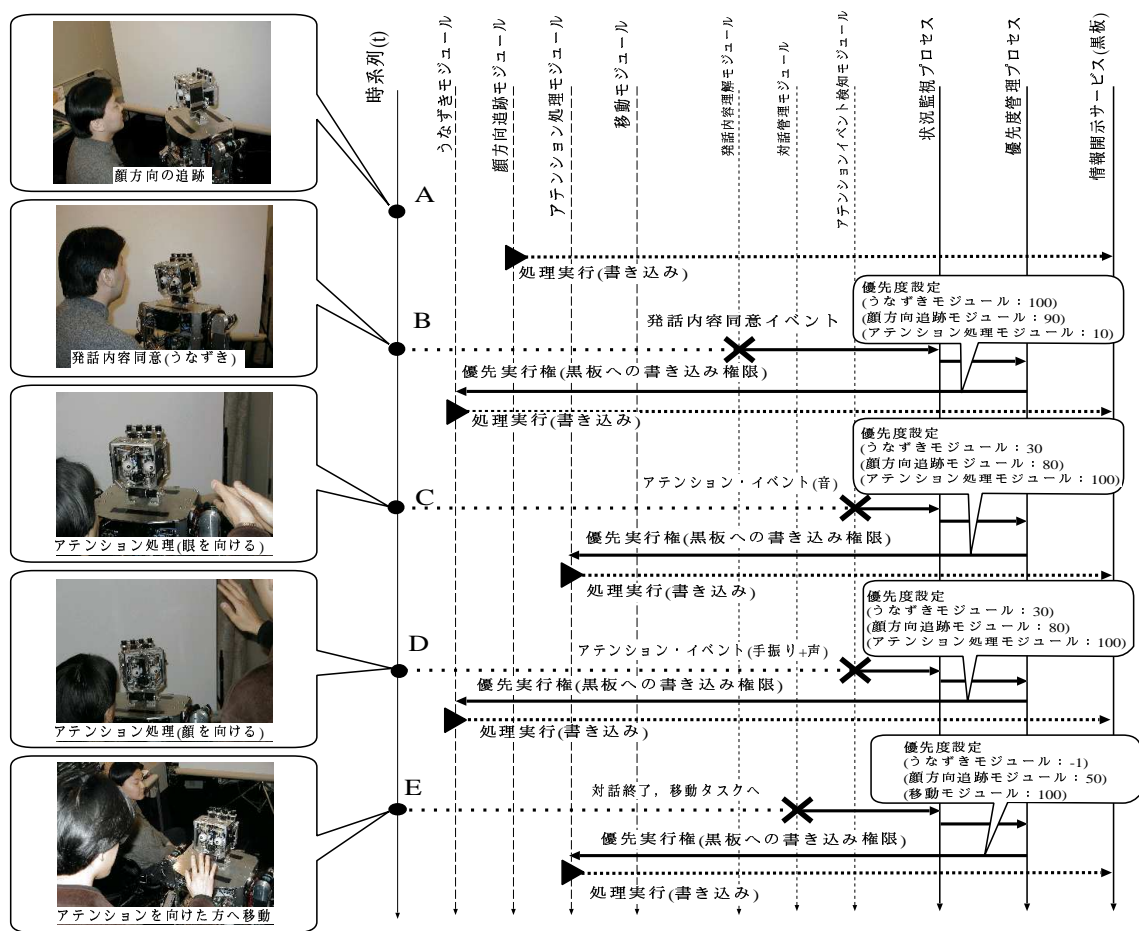 時系列(t)
うなずきモジュール
顔方向追跡モジュール
アテンション処理モジュール
移動モジュール
発話内容理解モジュール
対話管理モジュール
アテンションイベント検知モジュール
状況監視プロセス
優先度管理プロセス
情報開示サービス(黒板)
顔方向の追跡
A
処理実行(書き込み)
発話内容同意(うなずき)
B
発話内容同意イベント
優先度設定
(うなずきモジュール：100)
(顔方向追跡モジュール：90)
(アテンション処理モジュール：10)
優先実行権(黒板への書き込み権限)
処理実行(書き込み)
アテンション処理(眼を向ける)
C
アテンション・イベント(音)
優先度設定
(うなずきモジュール：30
(顔方向追跡モジュール：80)
(アテンション処理モジュール：100)
優先実行権(黒板への書き込み権限)
処理実行(書き込み)
アテンション処理(顔を向ける)
D
アテンション・イベント(手振り+声)
優先度設定
(うなずきモジュール：30)
(顔方向追跡モジュール：80)
(アテンション処理モジュール：100)
優先実行権(黒板への書き込み権限)
処理実行(書き込み)
アテンションを向けた方へ移動
E
対話終了，移動タスクへ
優先度設定
(うなずきモジュール：-1)
(顔方向追跡モジュール：50)
(移動モジュール：100)
優先実行権(黒板への書き込み権限)
処理実行(書き込み)